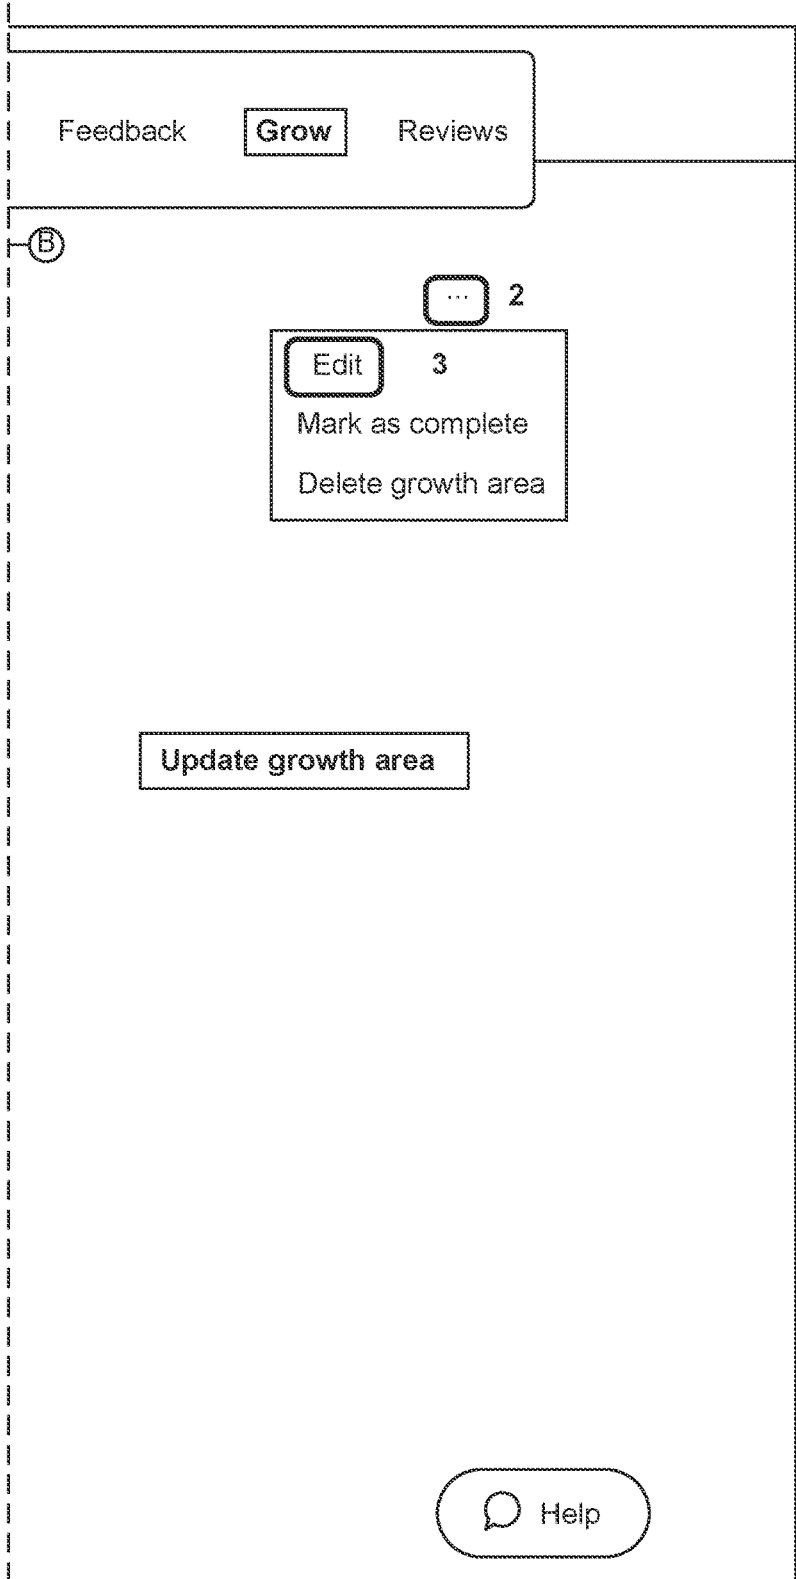 Feedback Grow Reviews
B
... 2
Edit 3
Mark as complete
Delete growth area
Update growth area
Help